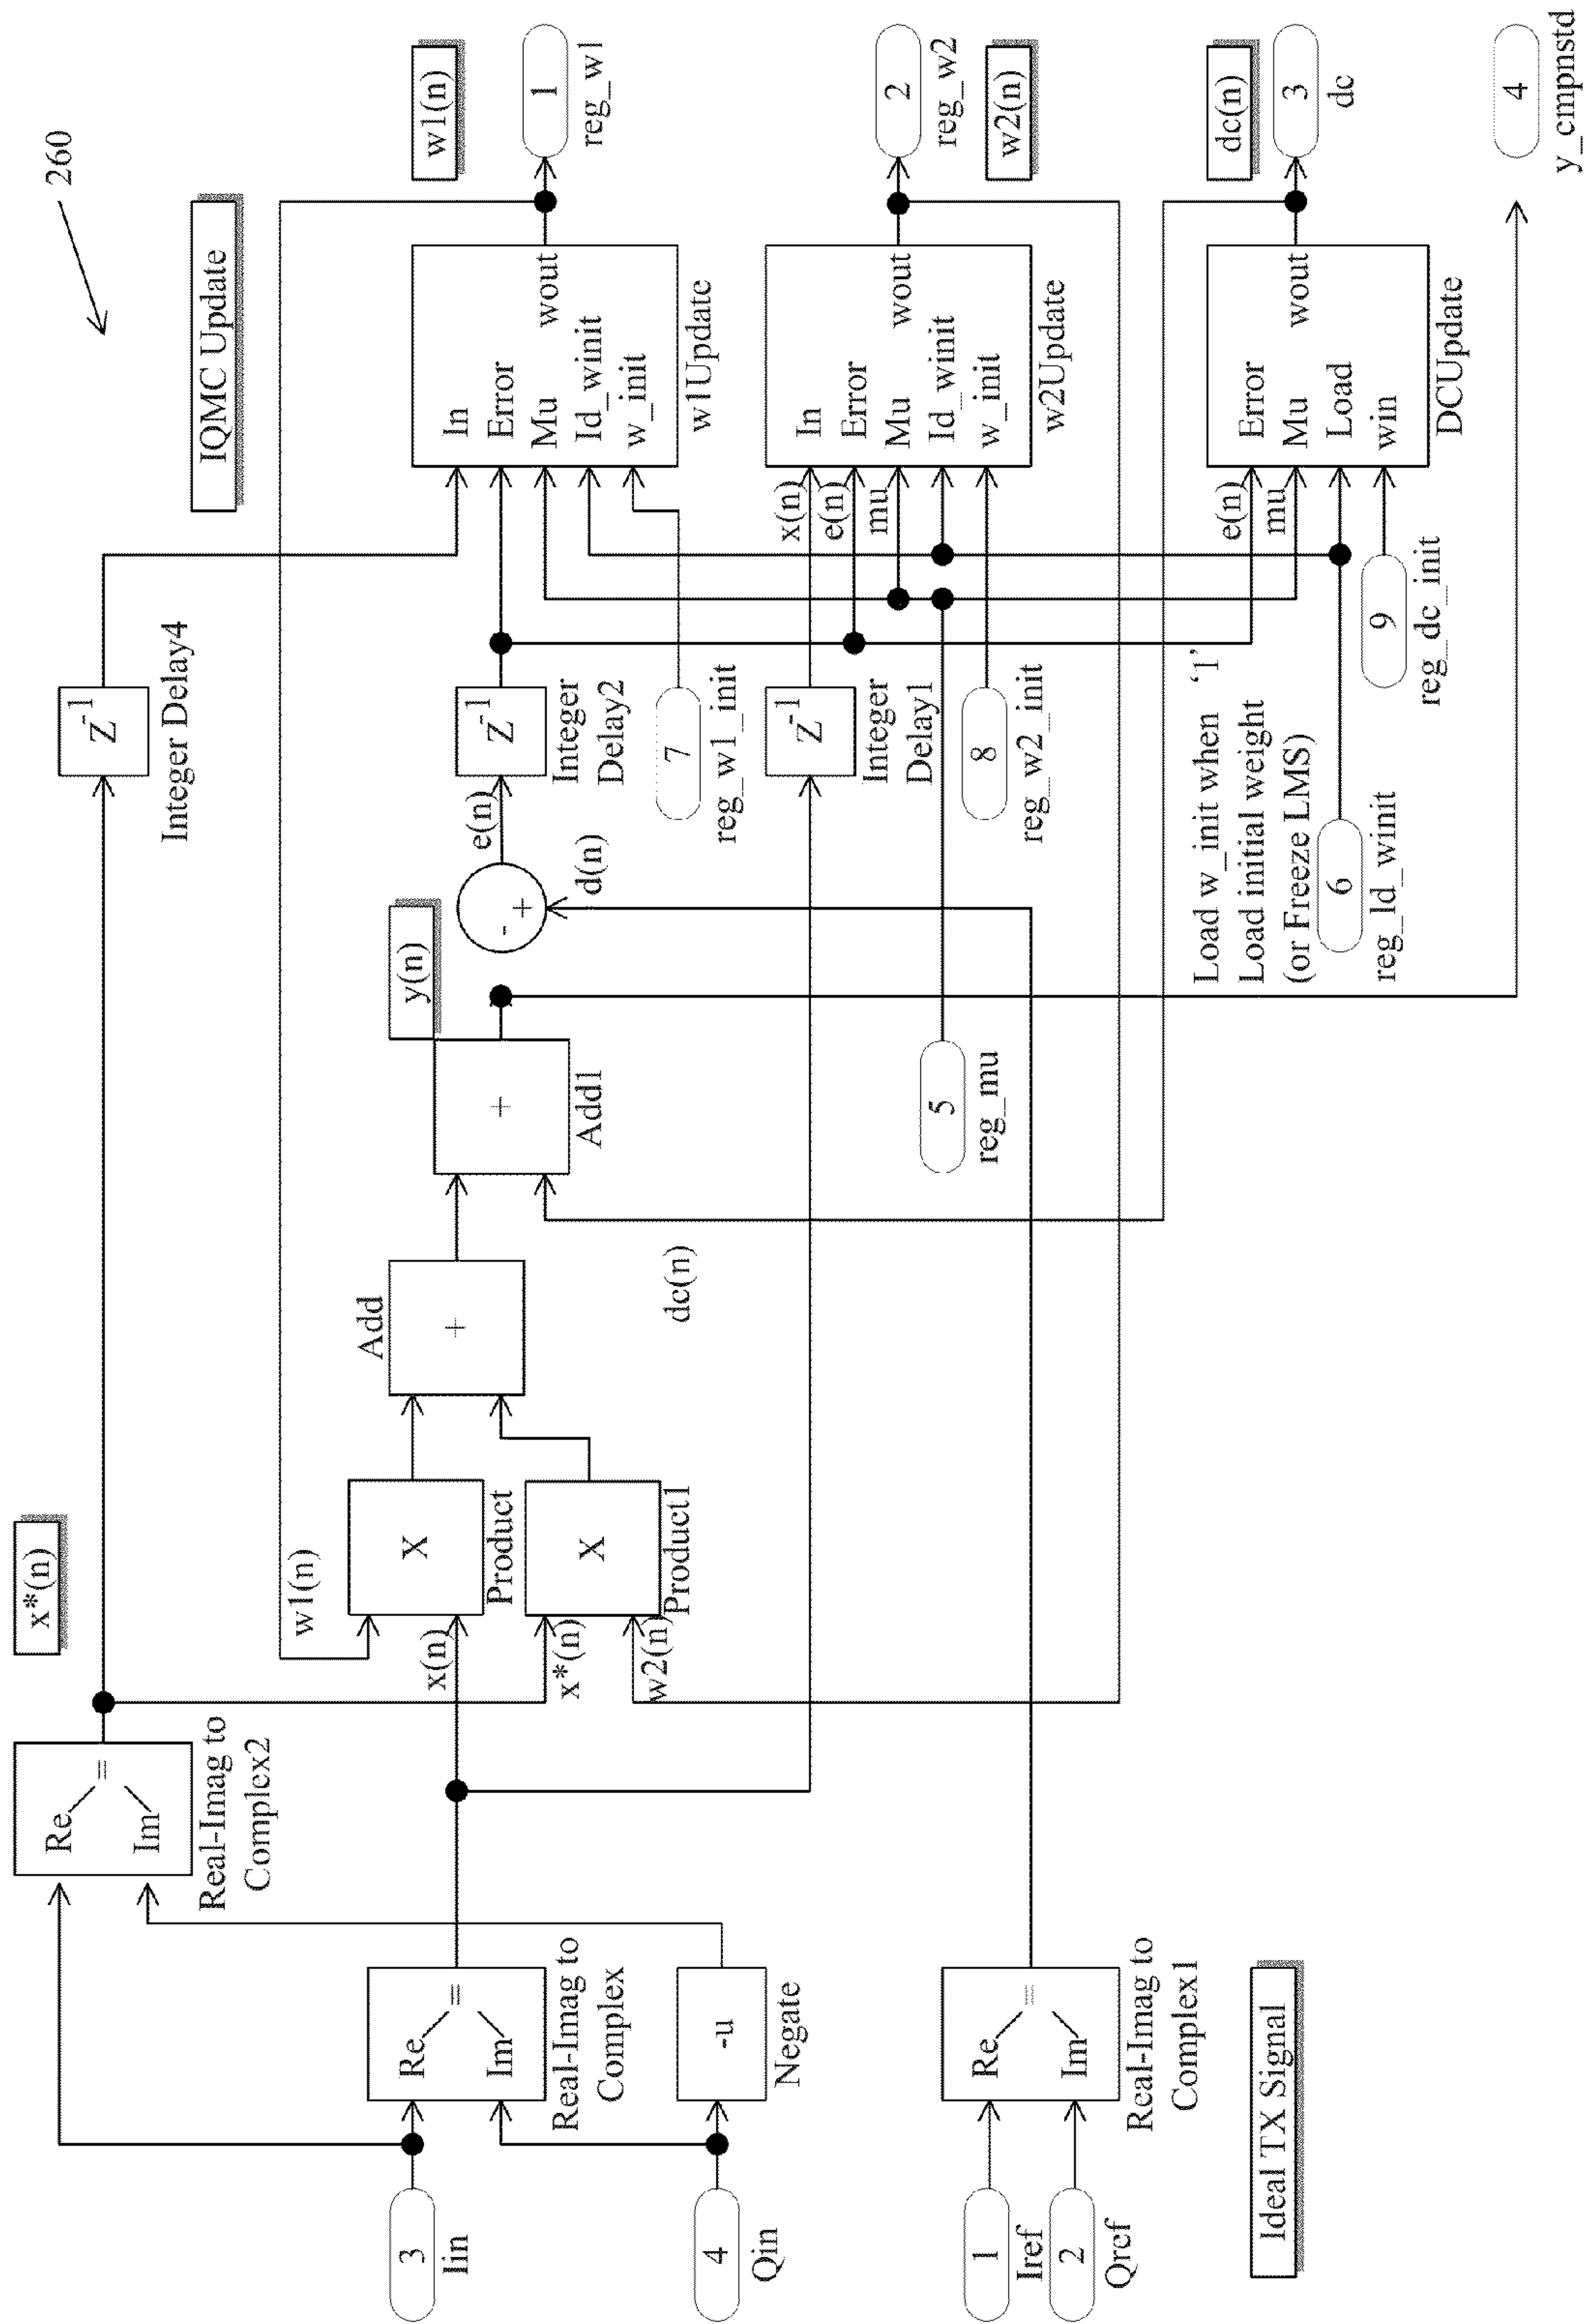 260
IQMC Update
x*(n)
Re
Im
=
Real-Imag to
Complex2
Z-1
Integer Delay4
w1(n)
1
reg_w1
w1(n)
x(n)
x*(n)
w2(n)
X
Product
X
Product1
Add
+
dc(n)
+
Add1
y(n)
-
+
d(n)
e(n)
Z-1
Integer
Delay2
7
reg_w1_init
Z-1
Integer
Delay1
8
reg_w2_init
In
Error
Mu
Id_winit
w_init
wout
w1Update
x(n)
e(n)
mu
In
Error
Mu
Id_winit
w_init
wout
w2Update
2
reg_w2
w2(n)
3
Iin
Re
Im
=
Real-Imag to
Complex
4
Qin
-u
Negate
5
reg_mu
1
Iref
2
Qref
Re
Im
=
Real-Imag to
Complex1
Ideal TX Signal
Load w_init when '1'
Load initial weight
(or Freeze LMS)
6
reg_ld_winit
9
reg_dc_init
e(n)
mu
Error
Mu
Load
win
wout
DCUpdate
dc(n)
3
dc
4
y_cmpnstd